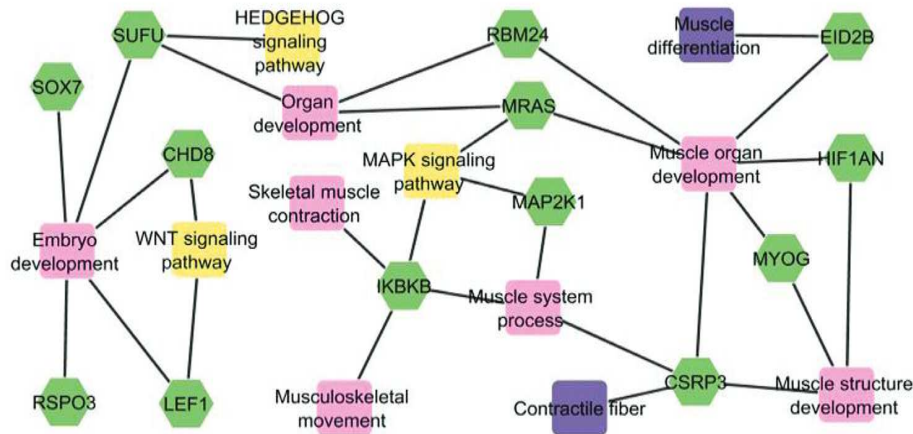 HEDGEHOG
signaling
pathway
SUFU
RBM24
Muscle
differentiation
EID2B
SOX7
Organ
development
MRAS
CHD8
MAPK signaling
pathway
Muscle organ
development
HIF1AN
Skeletal muscle
contraction
MAP2K1
Embryo
development
WNT signaling
pathway
MYOG
IKBKB
Muscle system
process
RSPO3
LEF1
Musculoskeletal
movement
Contractile fiber
CSRP3
Muscle structure
development